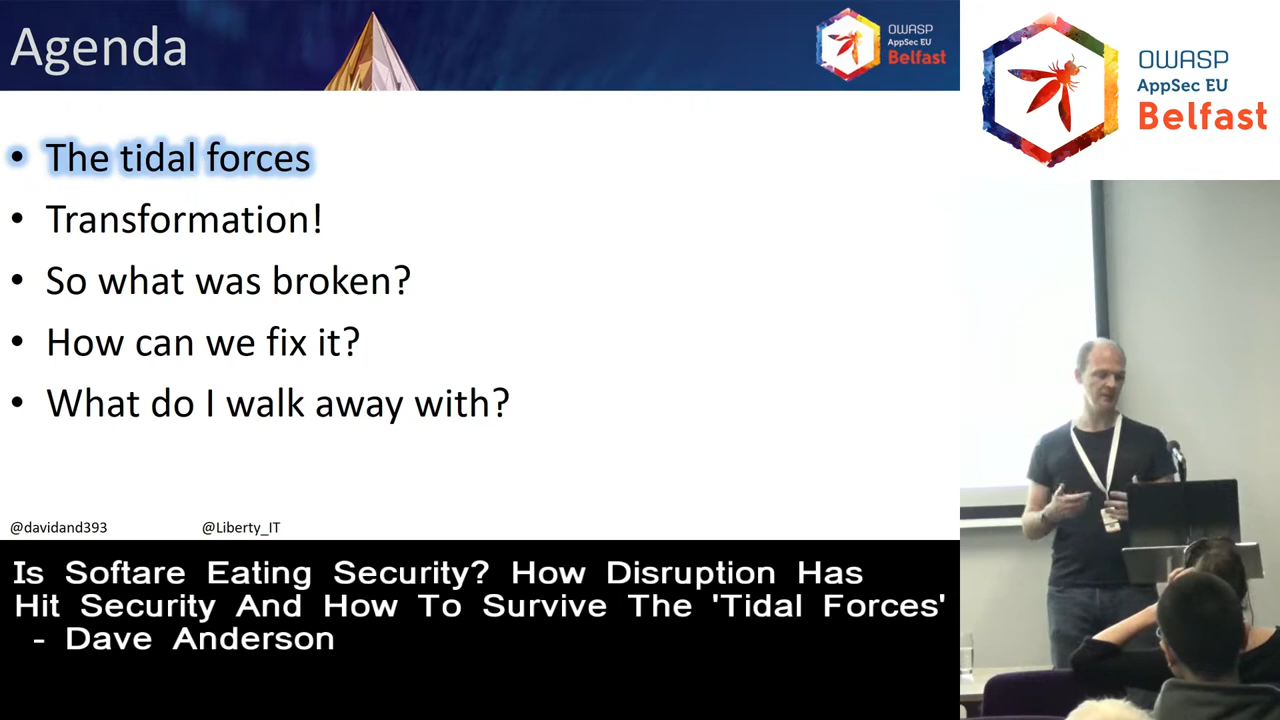 Agenda
OWASP
AppSec EU
Belfast
• The tidal forces
• Transformation!
• So what was broken?
• How can we fix it?
• What do I walk away with?
@davidand393 @Liberty_IT
OWASP
AppSec EU
Belfast
Is Softare Eating Security? How Disruption Has
Hit Security And How To Survive The 'Tidal Forces'
- Dave Anderson